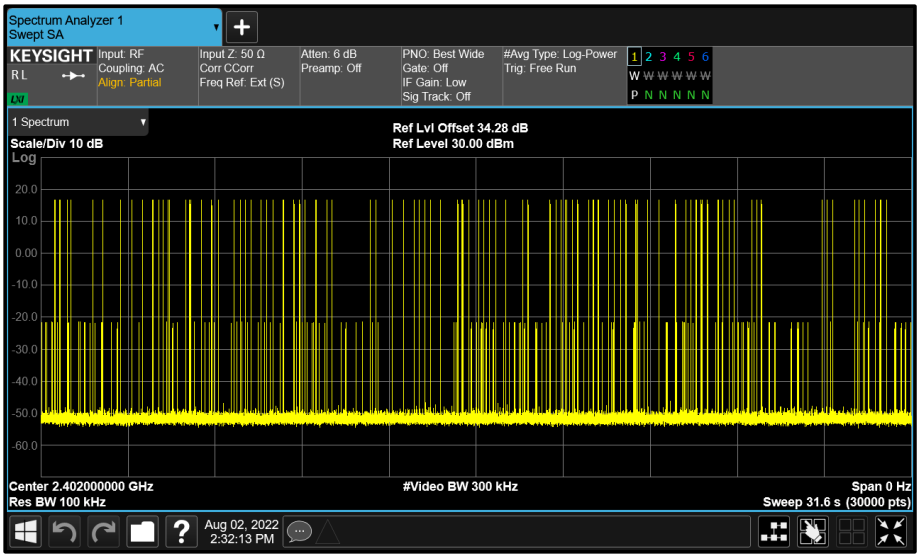 Spectrum Analyzer 1
Swept SA
+
KEYSIGHT Input: RF Input Z: 50 Ω Atten: 6 dB PNO: Best Wide #Avg Type: Log-Power 1 2 3 4 5 6
R L Coupling: AC Corr CCorr Preamp: Off Gate: Off Trig: Free Run W W W W W W
Align: Partial Freq Ref: Ext (S) IF Gain: Low
LXI Sig Track: Off P N N N N N
1 Spectrum
Ref Lvl Offset 34.28 dB
Scale/Div 10 dB Ref Level 30.00 dBm
Log
20.0
10.0
0.00
-10.0
-20.0
-30.0
-40.0
-50.0
-60.0
Center 2.402000000 GHz #Video BW 300 kHz Span 0 Hz
Res BW 100 kHz Sweep 31.6 s (30000 pts)
? Aug 02, 2022
2:32:13 PM